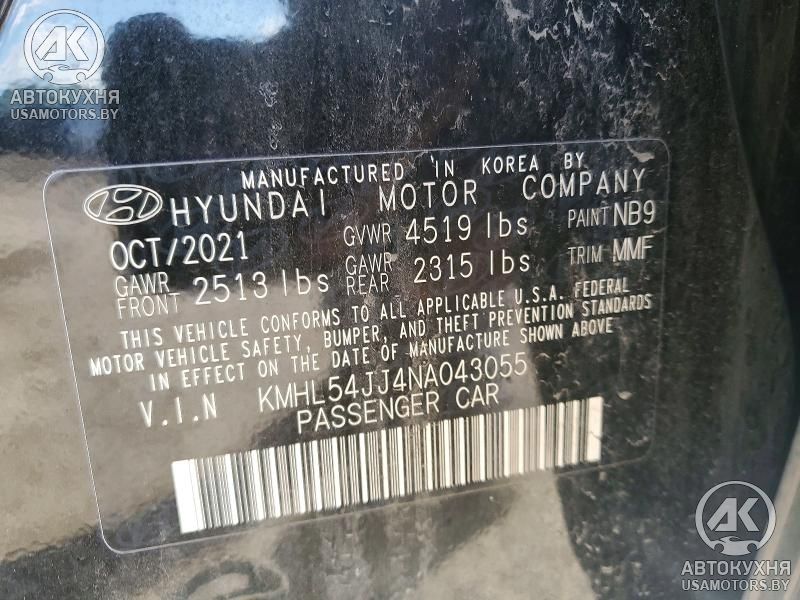 АК
АВТОКУХНЯ
USAMOTORS.BY
MANUFACTURED IN KOREA BY
HYUNDAI MOTOR COMPANY
OCT/2021 GVWR 4519 lbs PAINT NB9
GAWR FRONT 2513 lbs GAWR REAR 2315 lbs TRIM MMF
THIS VEHICLE CONFORMS TO ALL APPLICABLE U.S.A. FEDERAL
MOTOR VEHICLE SAFETY, BUMPER, AND THEFT PREVENTION STANDARDS
IN EFFECT ON THE DATE OF MANUFACTURE SHOWN ABOVE
V.I.N KMHL54JJ4NA043055
PASSENGER CAR
АК
АВТОКУХНЯ
USAMOTORS.BY